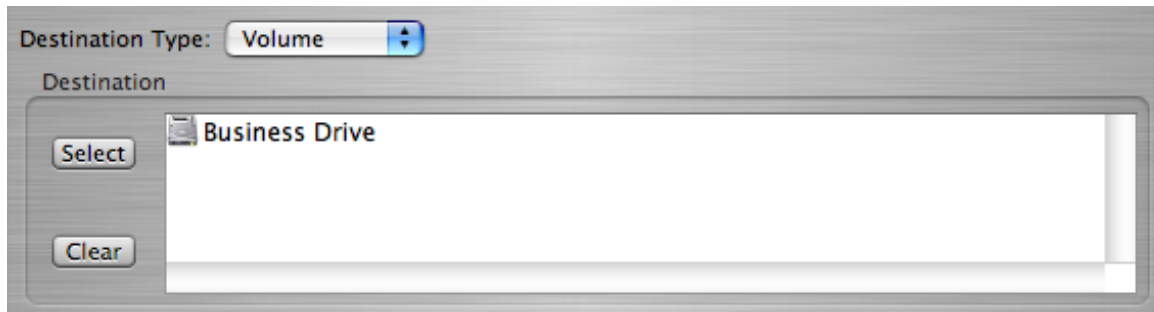 Destination Type: Volume
Destination
Select
Business Drive
Clear